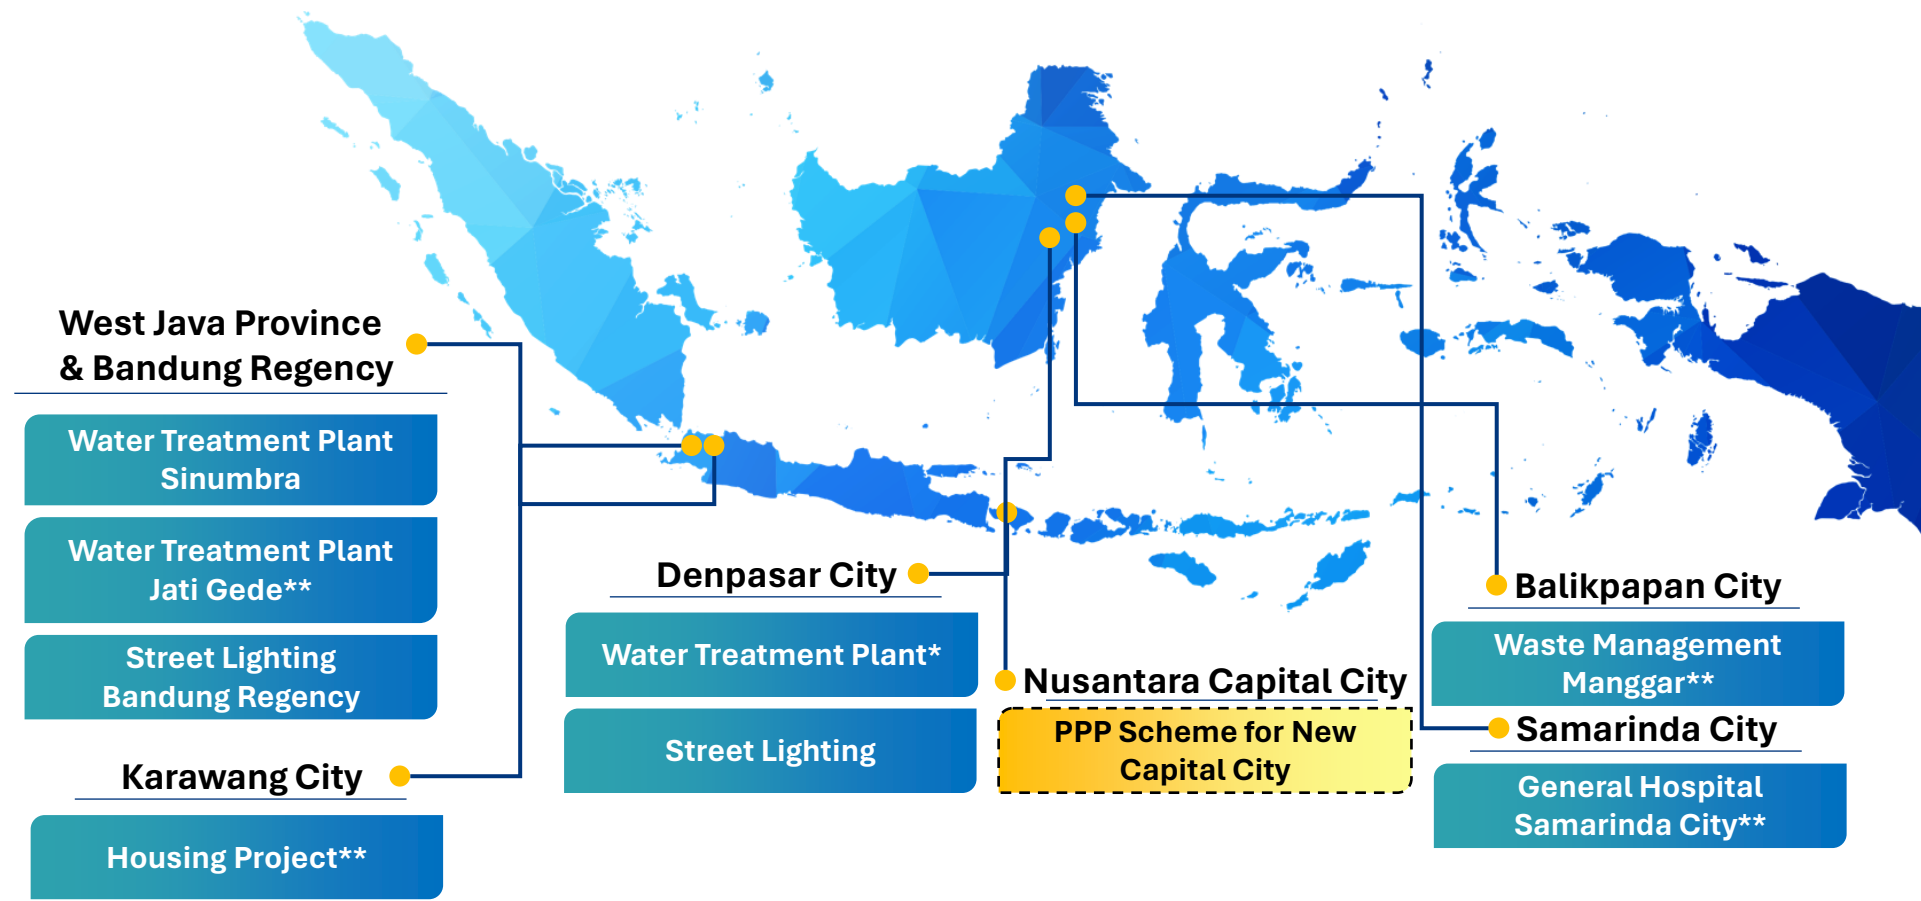 West Java Province
& Bandung Regency
Water Treatment Plant
Sinumbra
Water Treatment Plant
Jati Gede**
Street Lighting
Bandung Regency
Karawang City
Housing Project**
Denpasar City
Water Treatment Plant*
Street Lighting
Nusantara Capital City
PPP Scheme for New
Capital City
Balikpapan City
Waste Management
Manggar**
Samarinda City
General Hospital
Samarinda City**